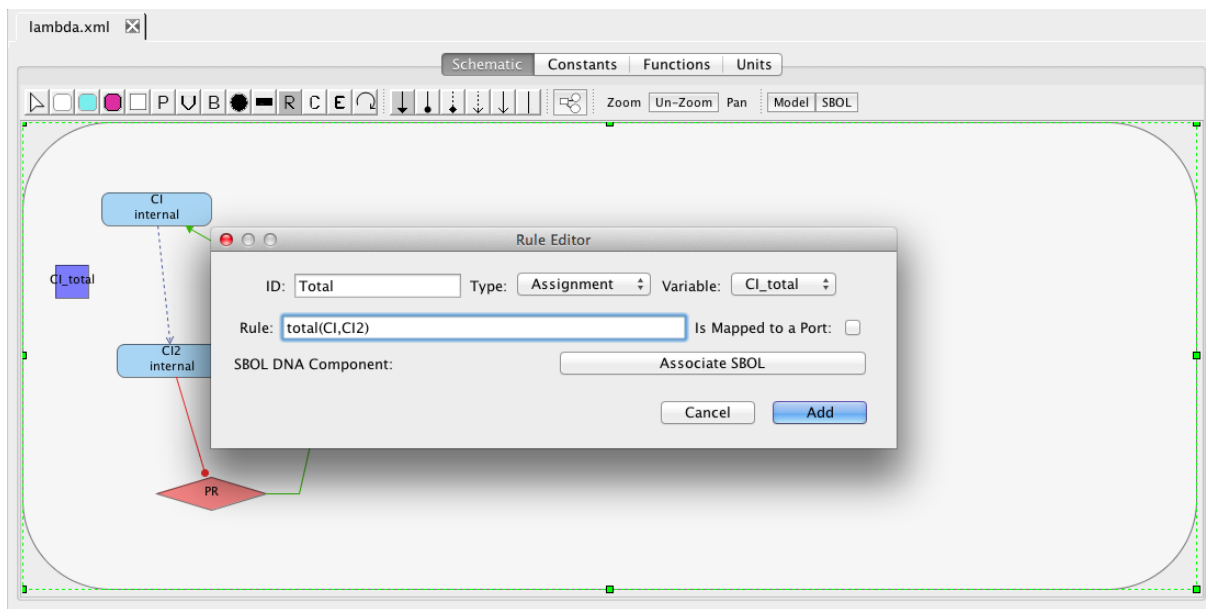 lambda.xml
Schematic Constants Functions Units
P V B R C E Zoom Un-Zoom Pan Model SBOL
CI
internal
Rule Editor
CI_total
ID: Total Type: Assignment Variable: CI_total
Rule: total(CI,CI2) Is Mapped to a Port:
CI2
internal
SBOL DNA Component: Associate SBOL
Cancel Add
PR